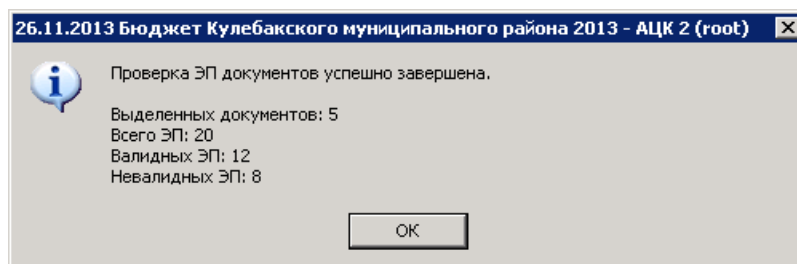 26.11.2013 Бюджет Кулебакского муниципального района 2013 - АЦК 2 (root)
Проверка ЭП документов успешно завершена.
Выделенных документов: 5
Всего ЭП: 20
Валидных ЭП: 12
Невалидных ЭП: 8
ОК